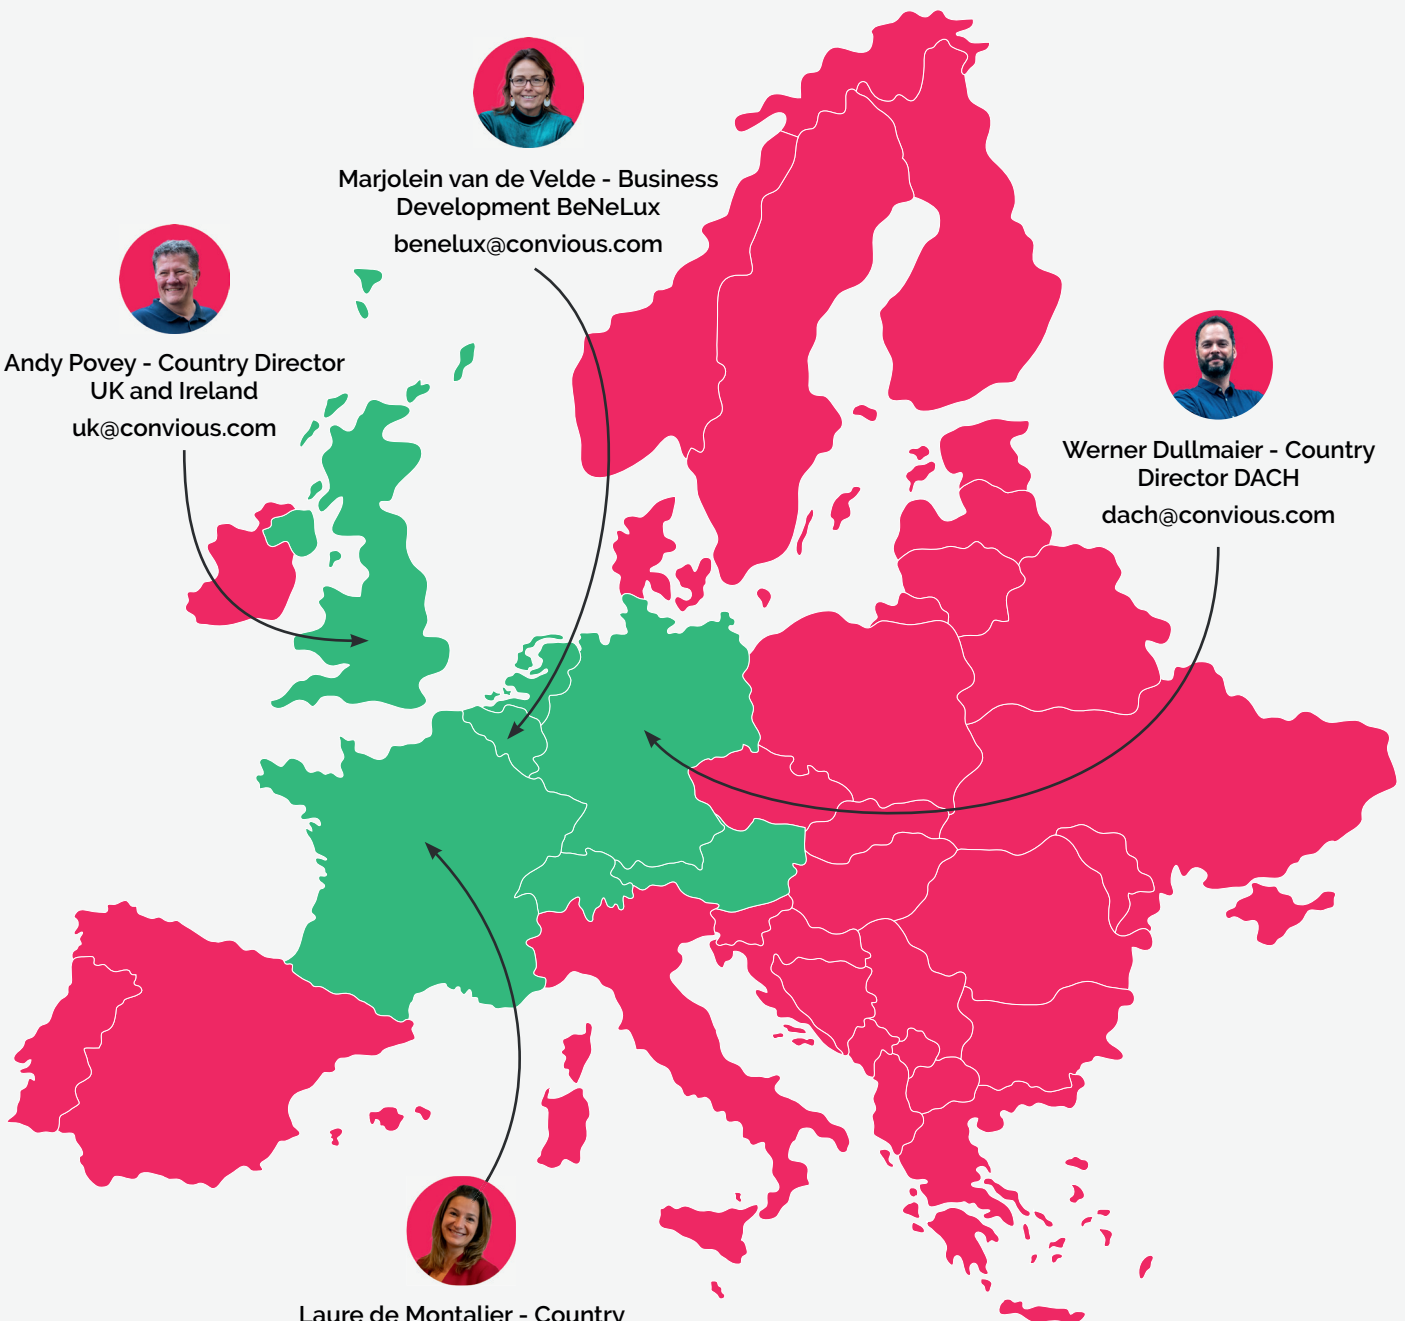 Marjolein van de Velde - Business
Development BeNeLux
benelux@convious.com
Andy Povey - Country Director
UK and Ireland
uk@convious.com
Werner Dullmaier - Country
Director DACH
dach@convious.com
Laure de Montalier - Country